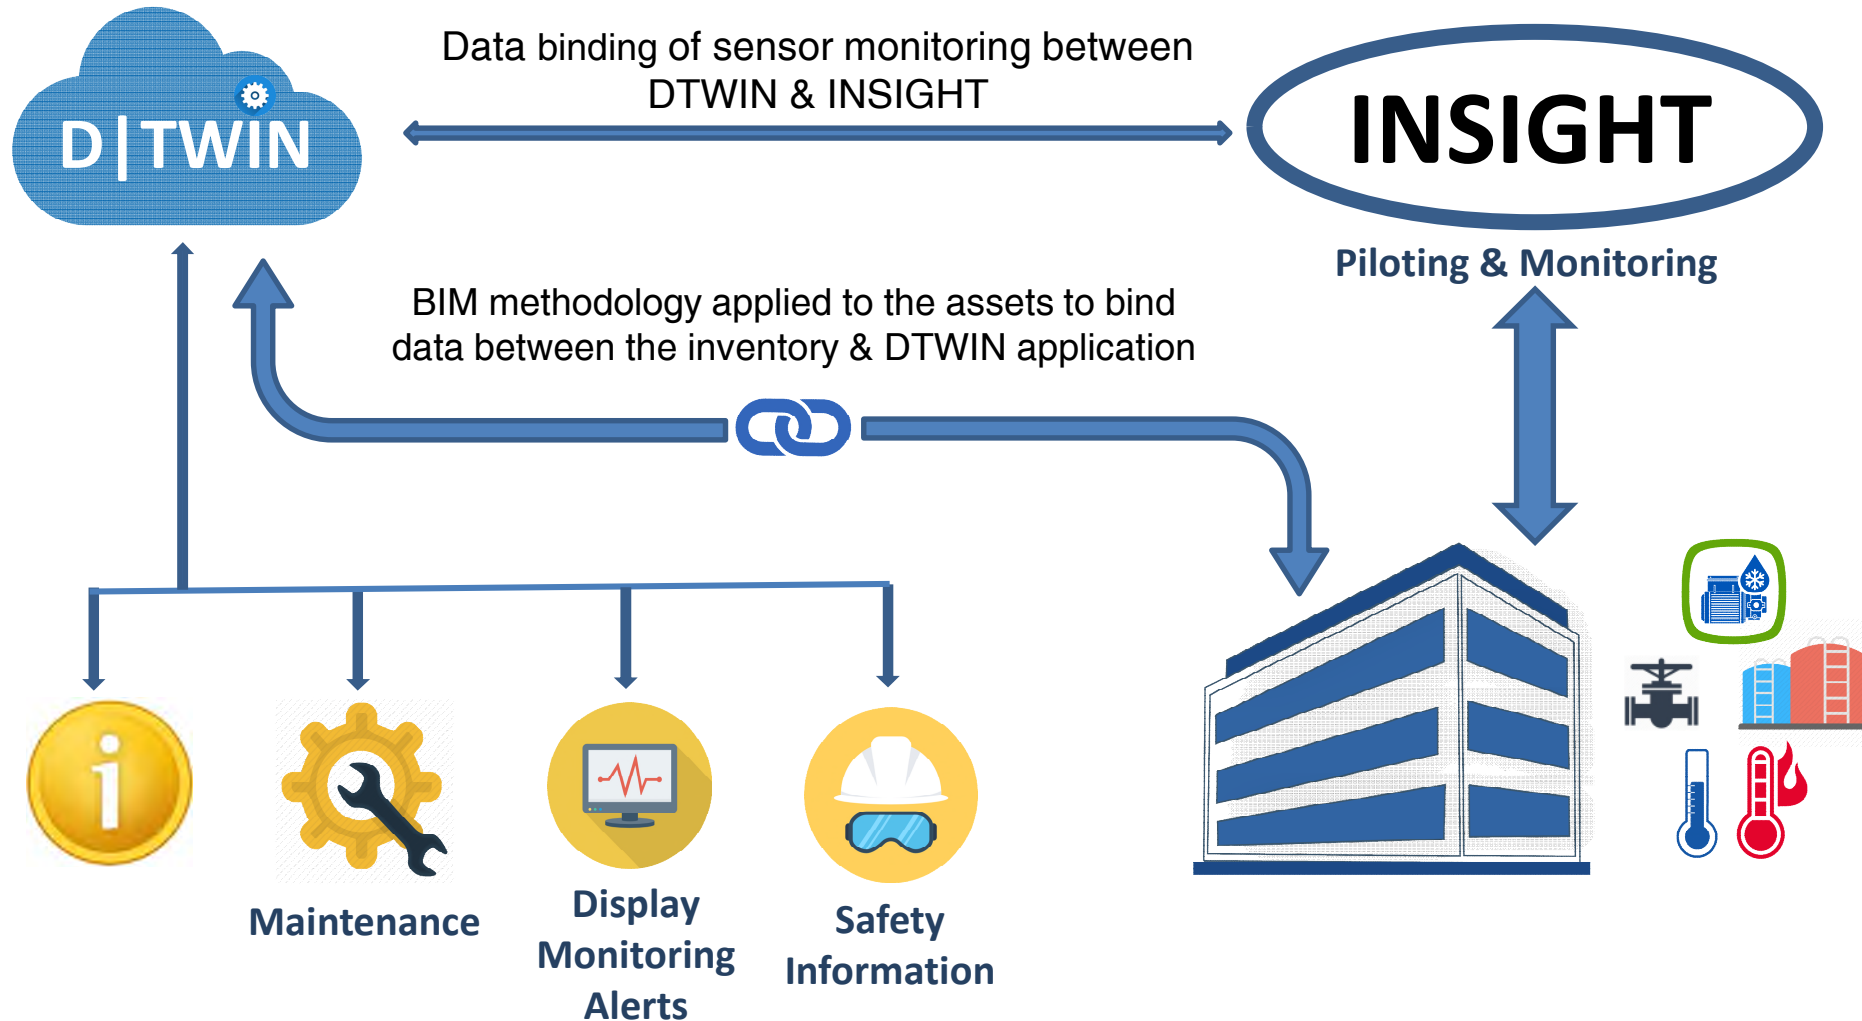 Data binding of sensor monitoring between
DTWIN & INSIGHT
D|TWIN
INSIGHT
Piloting & Monitoring
BIM methodology applied to the assets to bind
data between the inventory & DTWIN application
i
Maintenance
Display
Monitoring
Alerts
Safety
Information